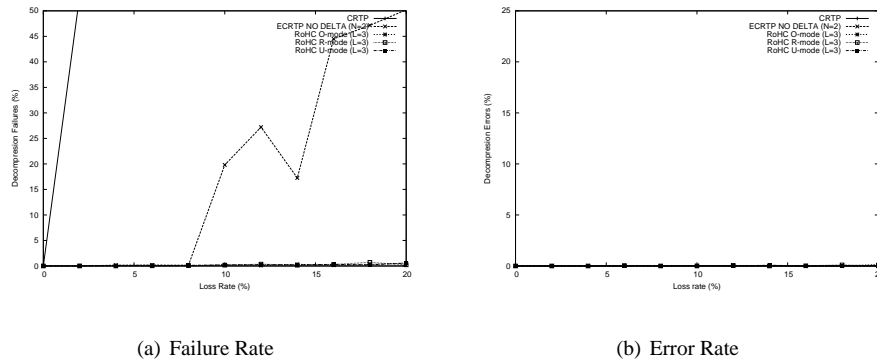 50
45
40
35
30
25
20
15
10
5
0
0
5
10
15
20
Decompresion Failures (%)
Loss Rate (%)
CRTP
ECRTP NO DELTA (N=2)
RoHC O-mode (L=3)
RoHC R-mode (L=3)
RoHC U-mode (L=3)
(a) Failure Rate
25
20
15
10
5
0
0
5
10
15
20
Decompresion Errors (%)
Loss rate (%)
CRTP
ECRTP NO DELTA (N=2)
RoHC O-mode (L=3)
RoHC R-mode (L=3)
RoHC U-mode (L=3)
(b) Error Rate